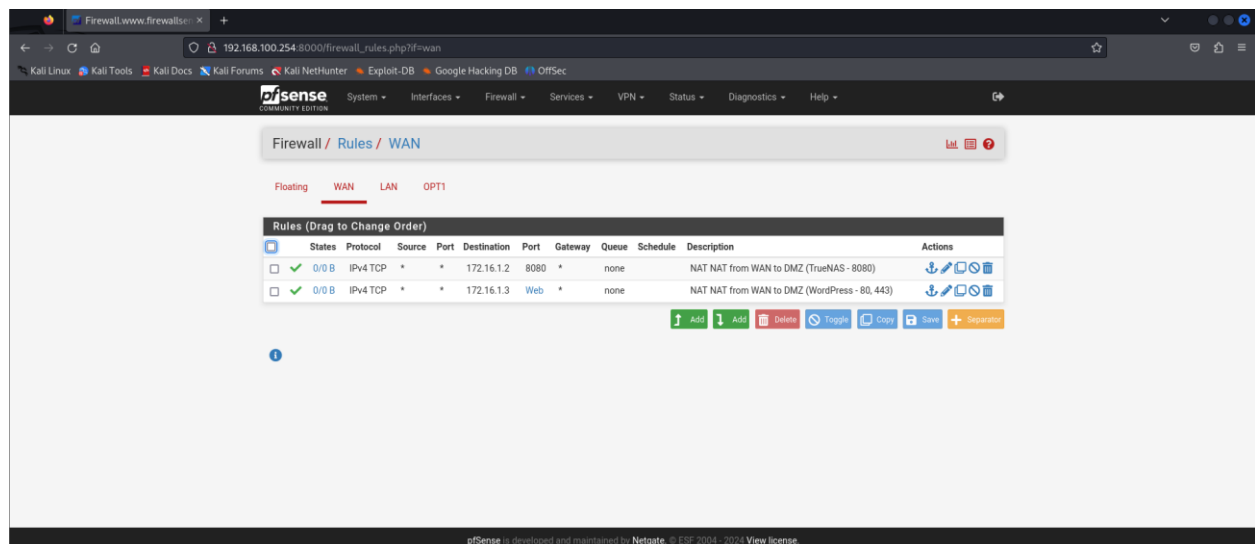 Firewall.www.firewallsen
192.168.100.254:8000/firewall_rules.php?if=wan
Kali Linux Kali Tools Kali Docs Kali Forums Kali NetHunter Exploit-DB Google Hacking DB OffSec
pfsense COMMUNITY EDITION System Interfaces Firewall Services VPN Status Diagnostics Help
Firewall / Rules / WAN
Floating WAN LAN OPT1
Rules (Drag to Change Order)
States Protocol Source Port Destination Port Gateway Queue Schedule Description Actions
0/0 B IPv4 TCP * * 172.16.1.2 8080 * none NAT NAT from WAN to DMZ (TrueNAS - 8080)
0/0 B IPv4 TCP * * 172.16.1.3 Web * none NAT NAT from WAN to DMZ (WordPress - 80, 443)
Add Add Delete Toggle Copy Save Separator
pfSense is developed and maintained by Netgate. © ESF 2004 - 2024 View license.